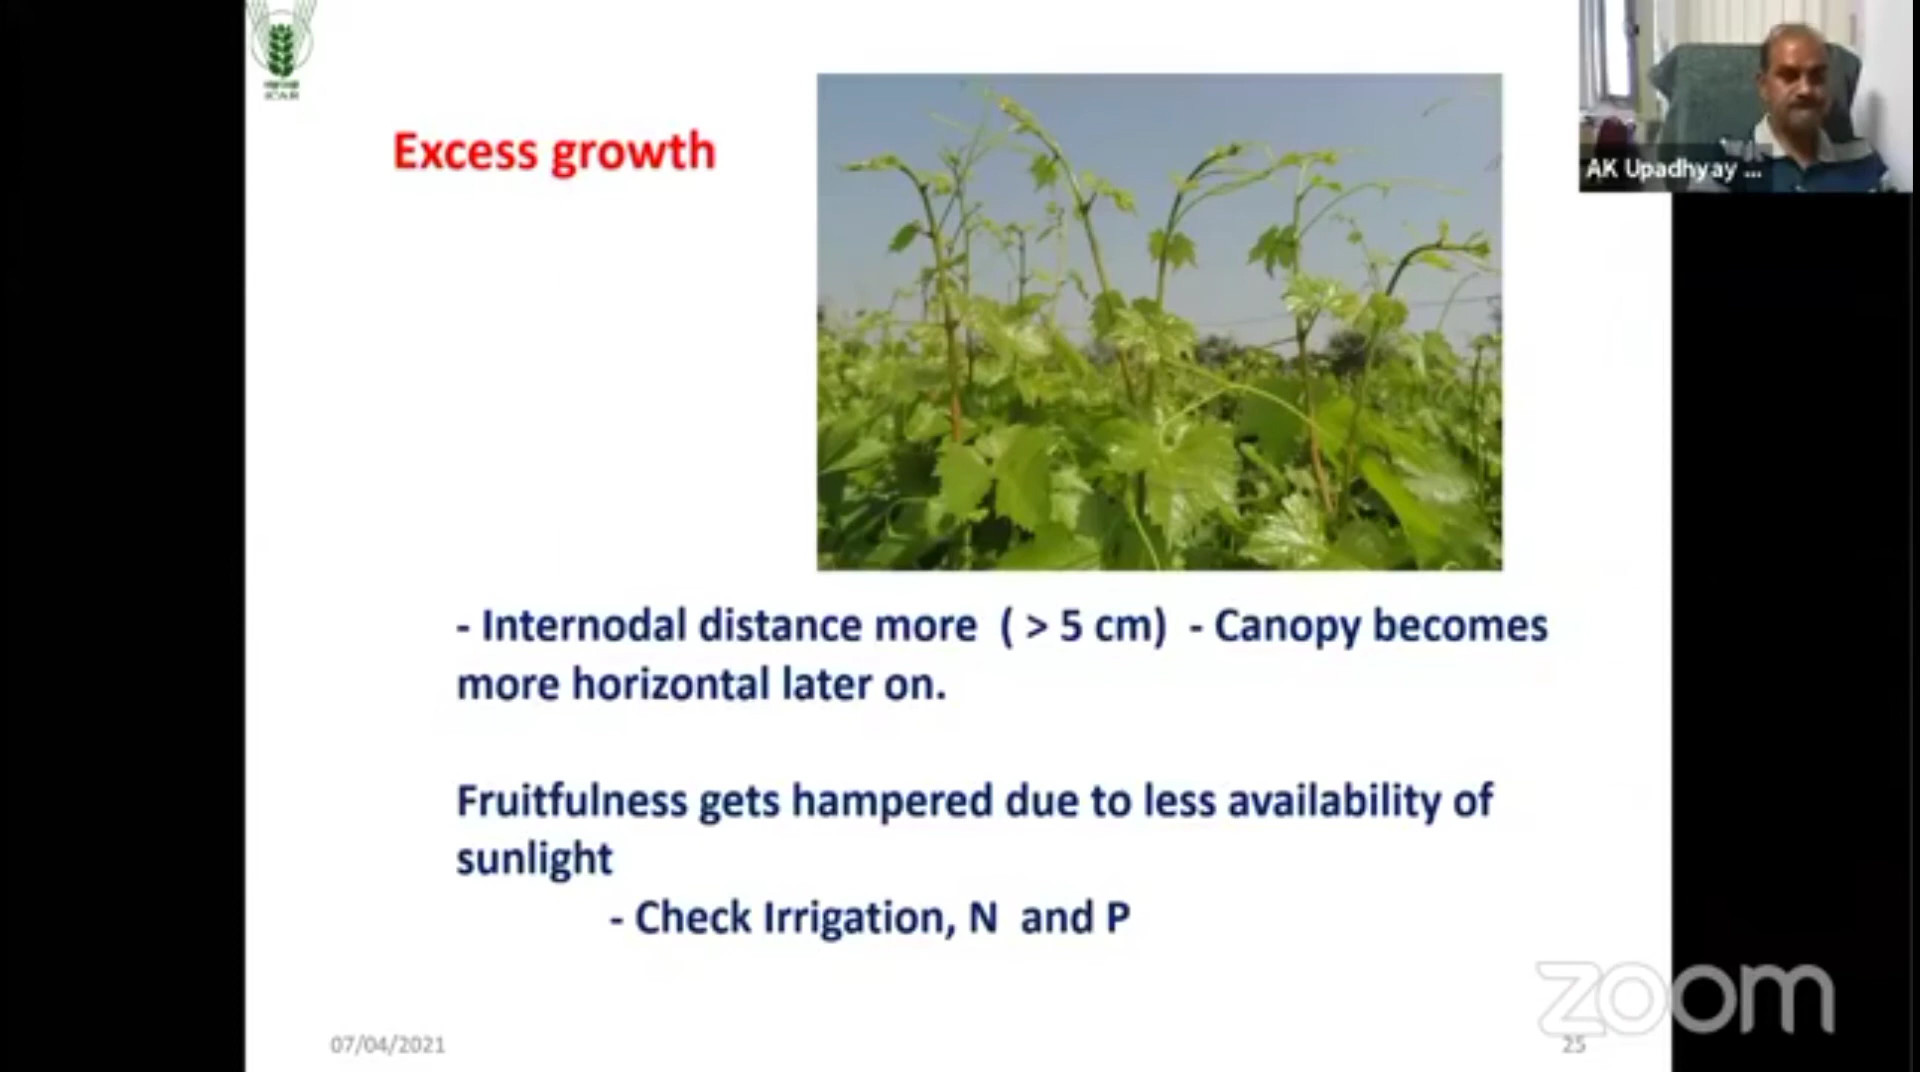 ICAR
Excess growth
AK Upadhyay ...
- Internodal distance more ( > 5 cm) - Canopy becomes
more horizontal later on.
Fruitfulness gets hampered due to less availability of
sunlight
- Check Irrigation, N and P
07/04/2021
25
zoom